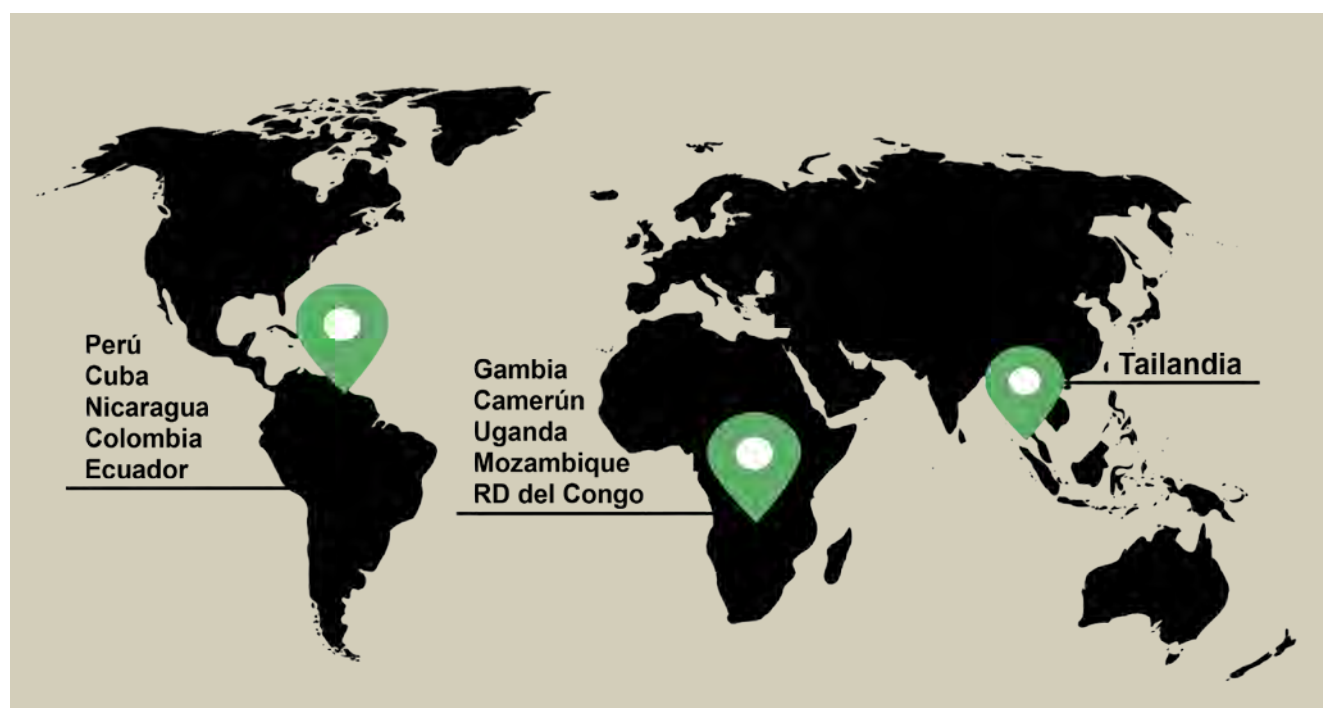 Perú
Cuba
Nicaragua
Colombia
Ecuador
Gambia
Camerún
Uganda
Mozambique
RD del Congo
Tailandia